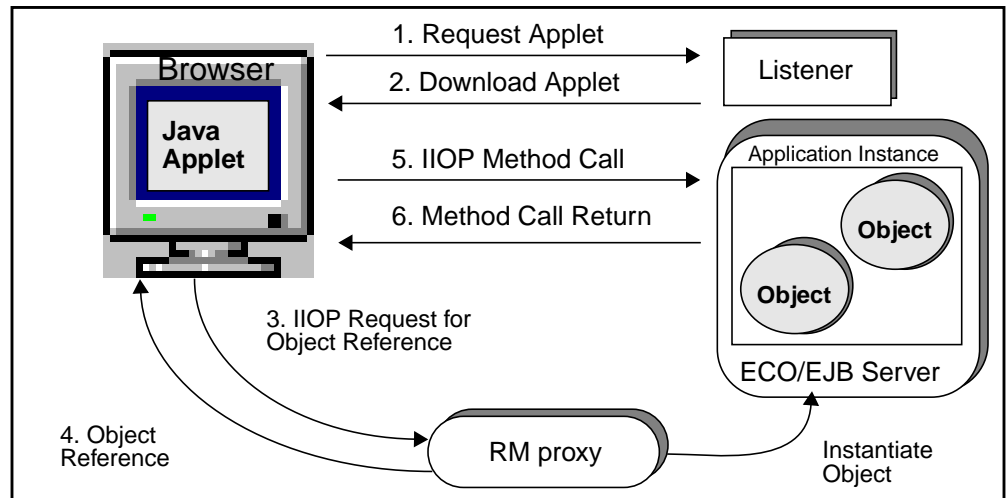 1. Request Applet
Browser
Listener
2. Download Applet
Java
Applet
Application Instance
5. IIOP Method Call
6. Method Call Return
Object
Object
3. IIOP Request for
Object Reference
ECO/EJB Server
4. Object
Reference
RM proxy
Instantiate
Object